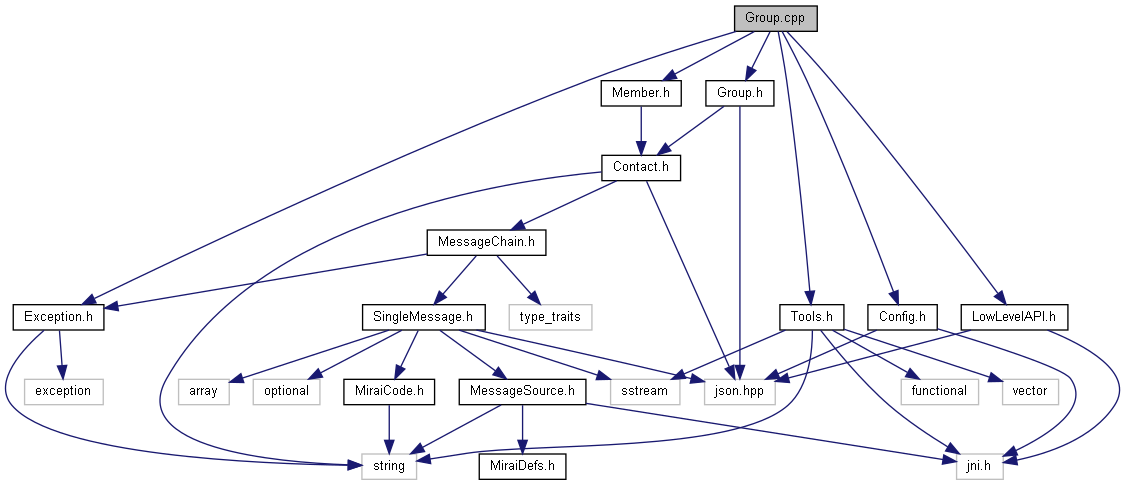 Group.cpp
Member.h
Group.h
Contact.h
MessageChain.h
Exception.h
SingleMessage.h
type_traits
Tools.h
Config.h
LowLevelAPI.h
exception
array
optional
MiraiCode.h
MessageSource.h
sstream
json.hpp
functional
vector
string
MiraiDefs.h
jni.h